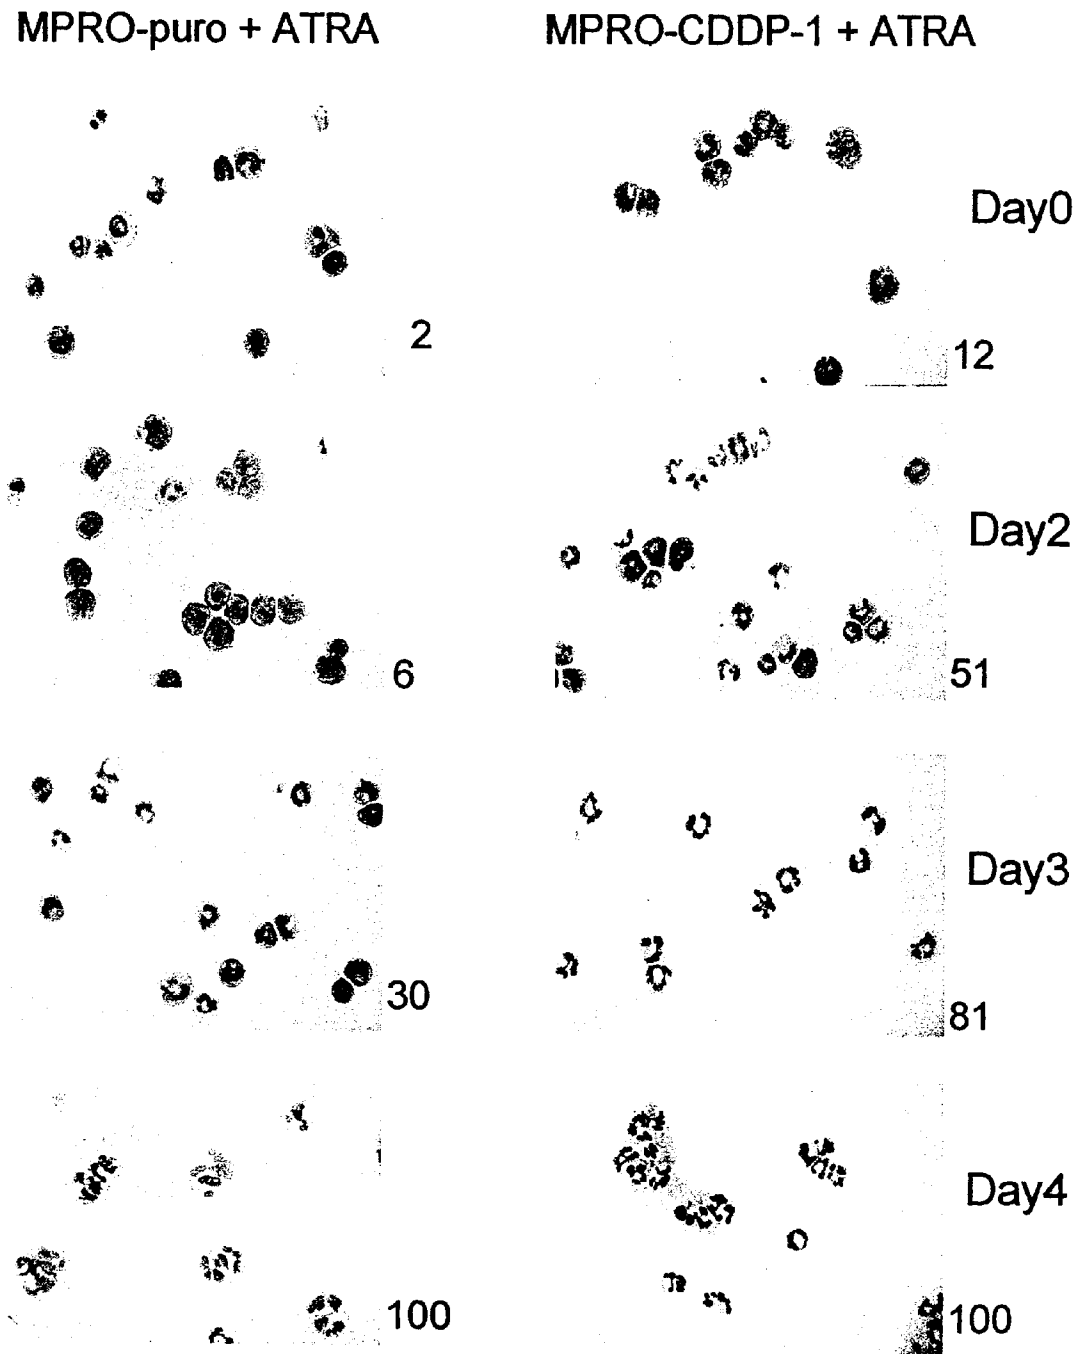 MPRO-puro + ATRA MPRO-CDDP-1 + ATRA
Day0
2 12
Day2
6 51
Day3
30 81
Day4
100 100